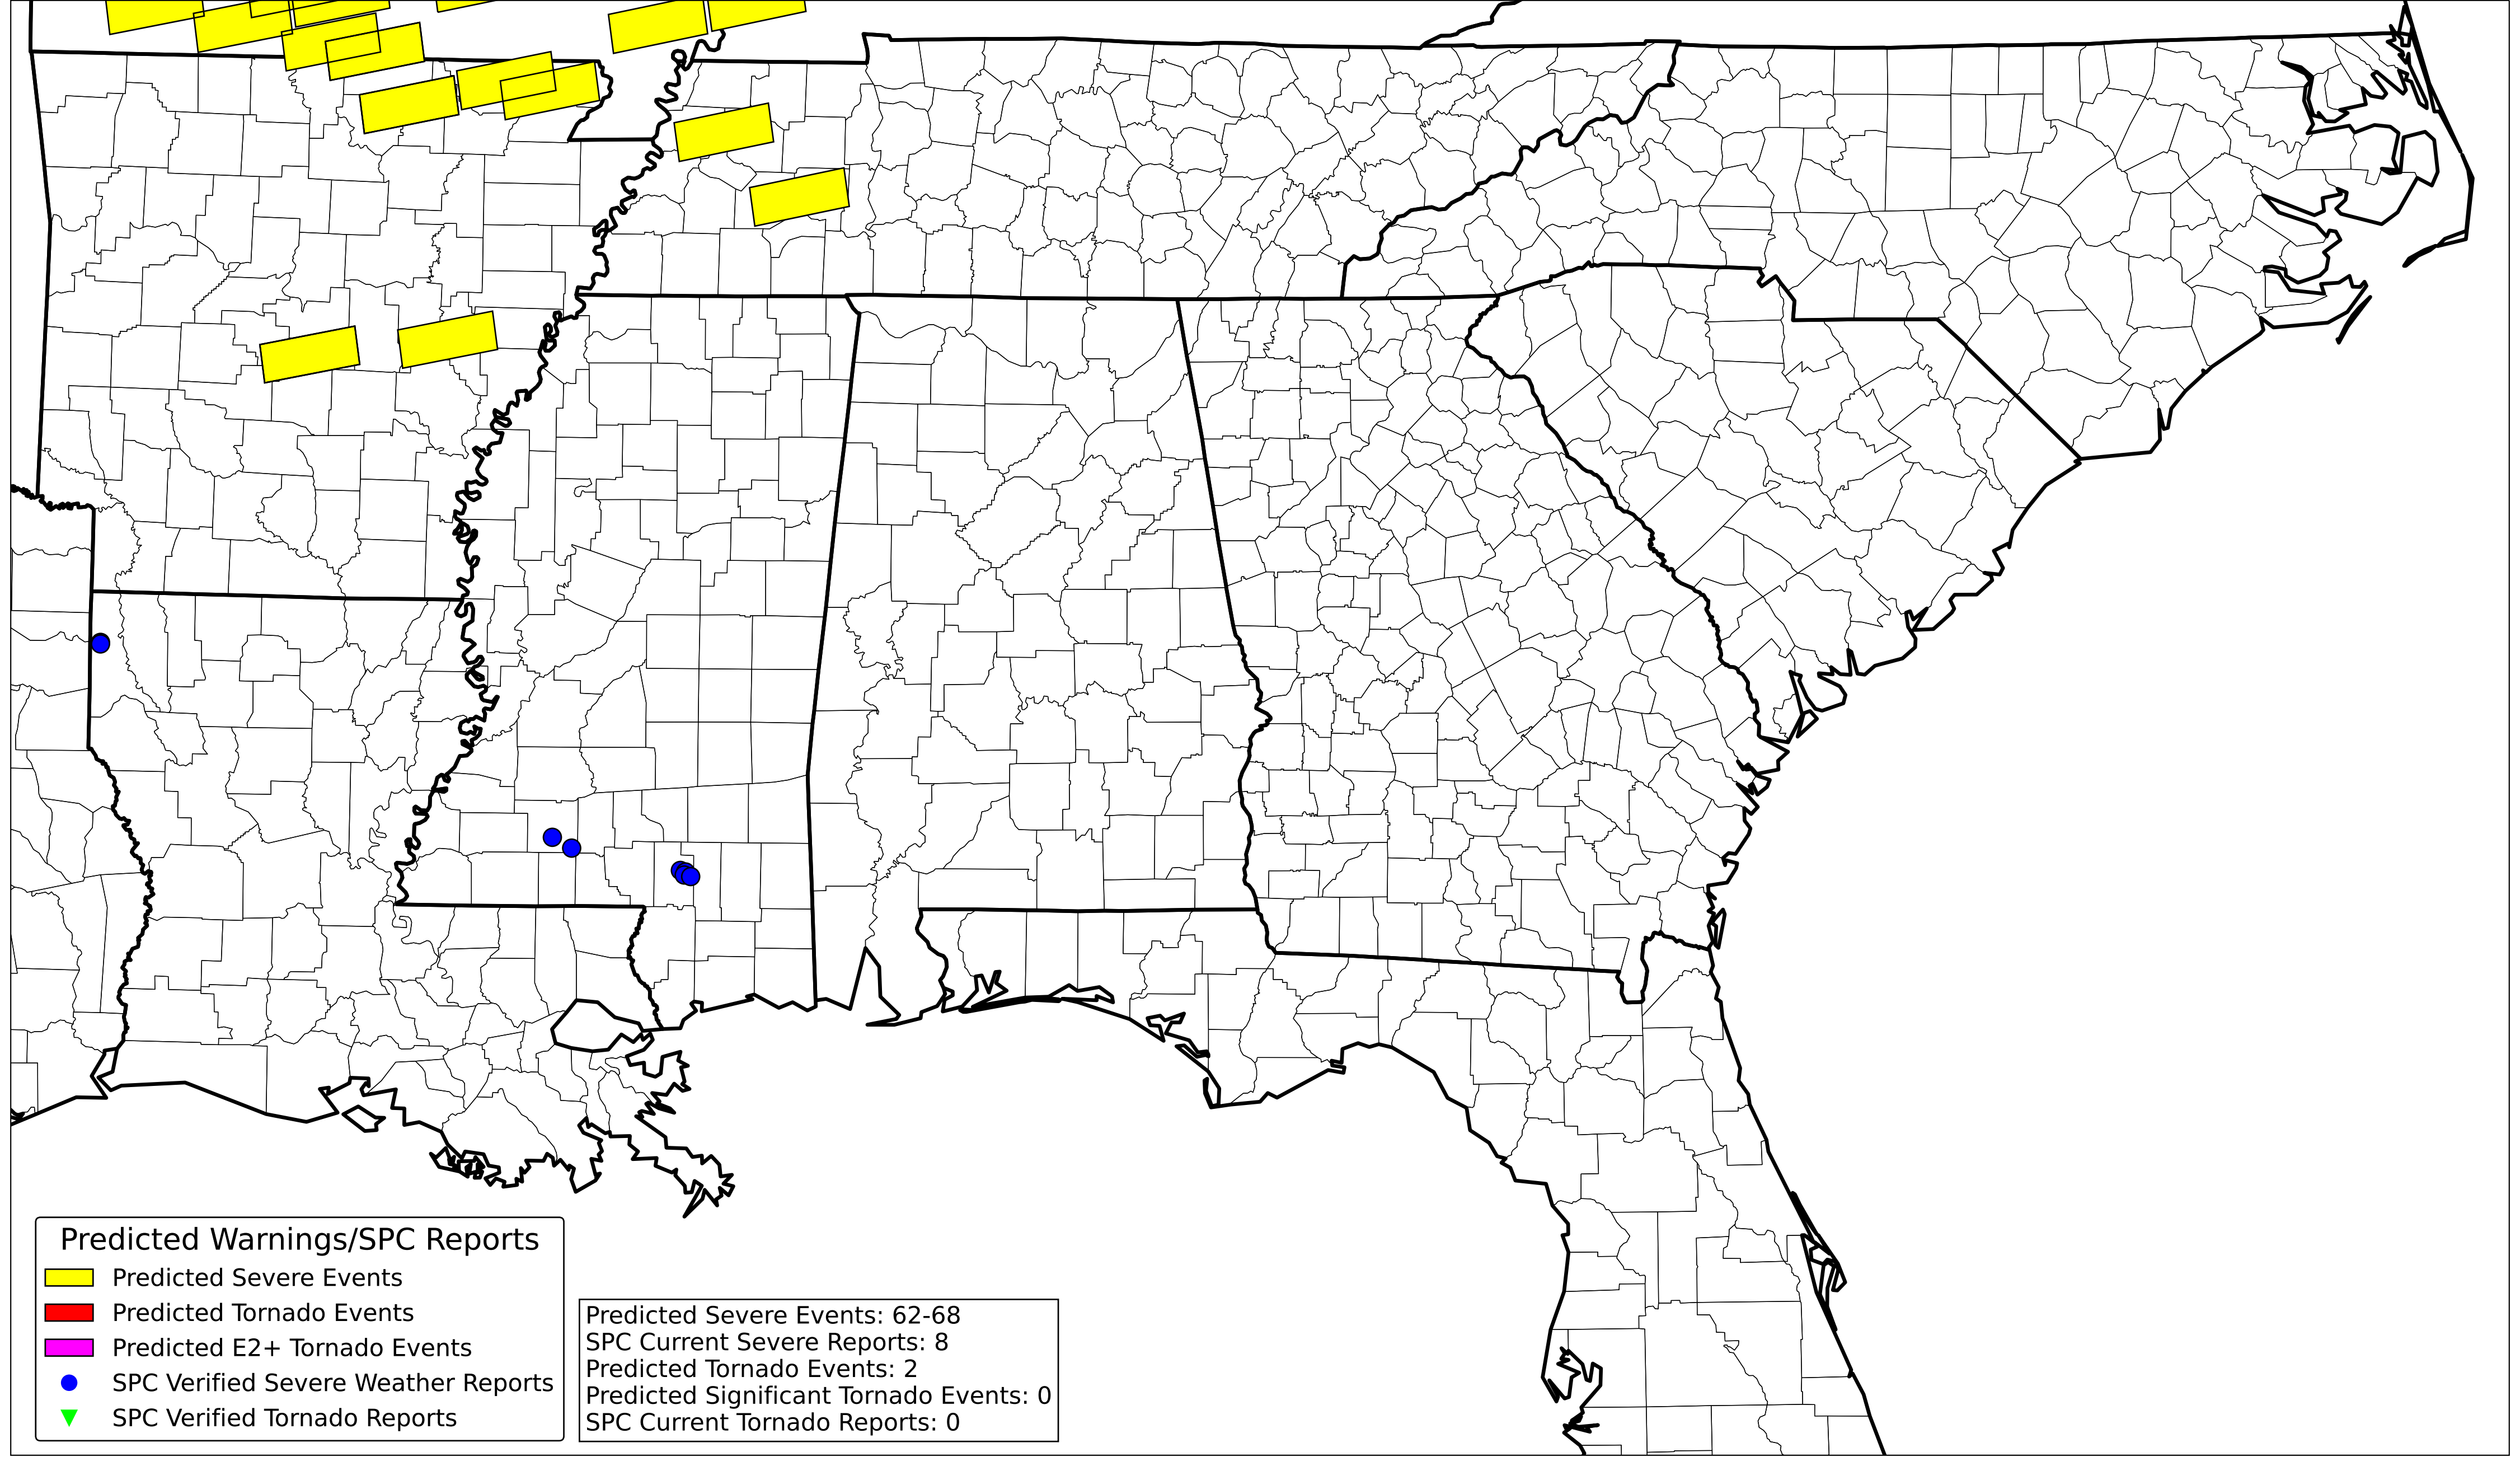 Predicted Warnings/SPC Reports
Predicted Severe Events
Predicted Tornado Events
Predicted E2+ Tornado Events
SPC Verified Severe Weather Reports
SPC Verified Tornado Reports
Predicted Severe Events: 62-68
SPC Current Severe Reports: 8
Predicted Tornado Events: 2
Predicted Significant Tornado Events: 0
SPC Current Tornado Reports: 0